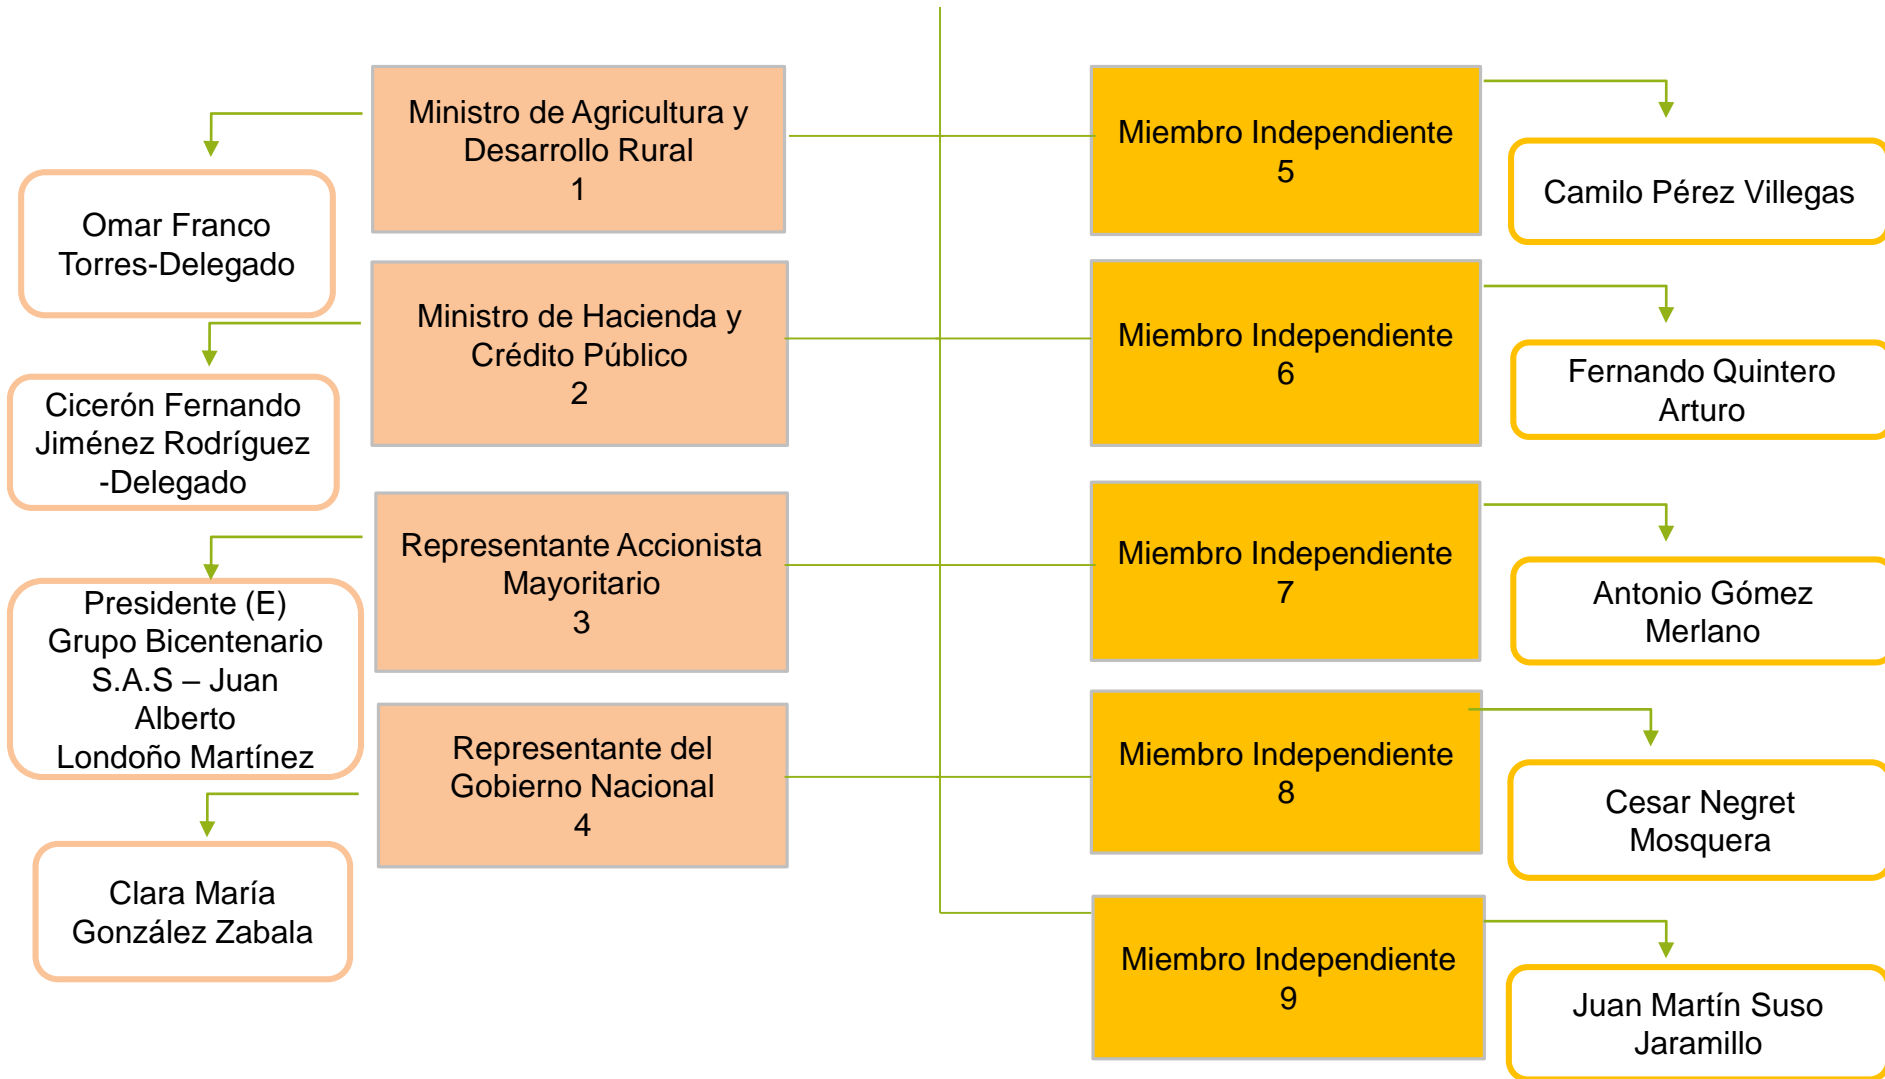 Ministro de Agricultura y
Desarrollo Rural
1
Omar Franco
Torres-Delegado
Ministro de Hacienda y
Crédito Público
2
Cicerón Fernando
Jiménez Rodríguez
-Delegado
Representante Accionista
Mayoritario
3
Presidente (E)
Grupo Bicentenario
S.A.S – Juan
Alberto
Londoño Martínez
Representante del
Gobierno Nacional
4
Clara María
González Zabala
Miembro Independiente
5
Camilo Pérez Villegas
Miembro Independiente
6
Fernando Quintero
Arturo
Miembro Independiente
7
Antonio Gómez
Merlano
Miembro Independiente
8
Cesar Negret
Mosquera
Miembro Independiente
9
Juan Martín Suso
Jaramillo